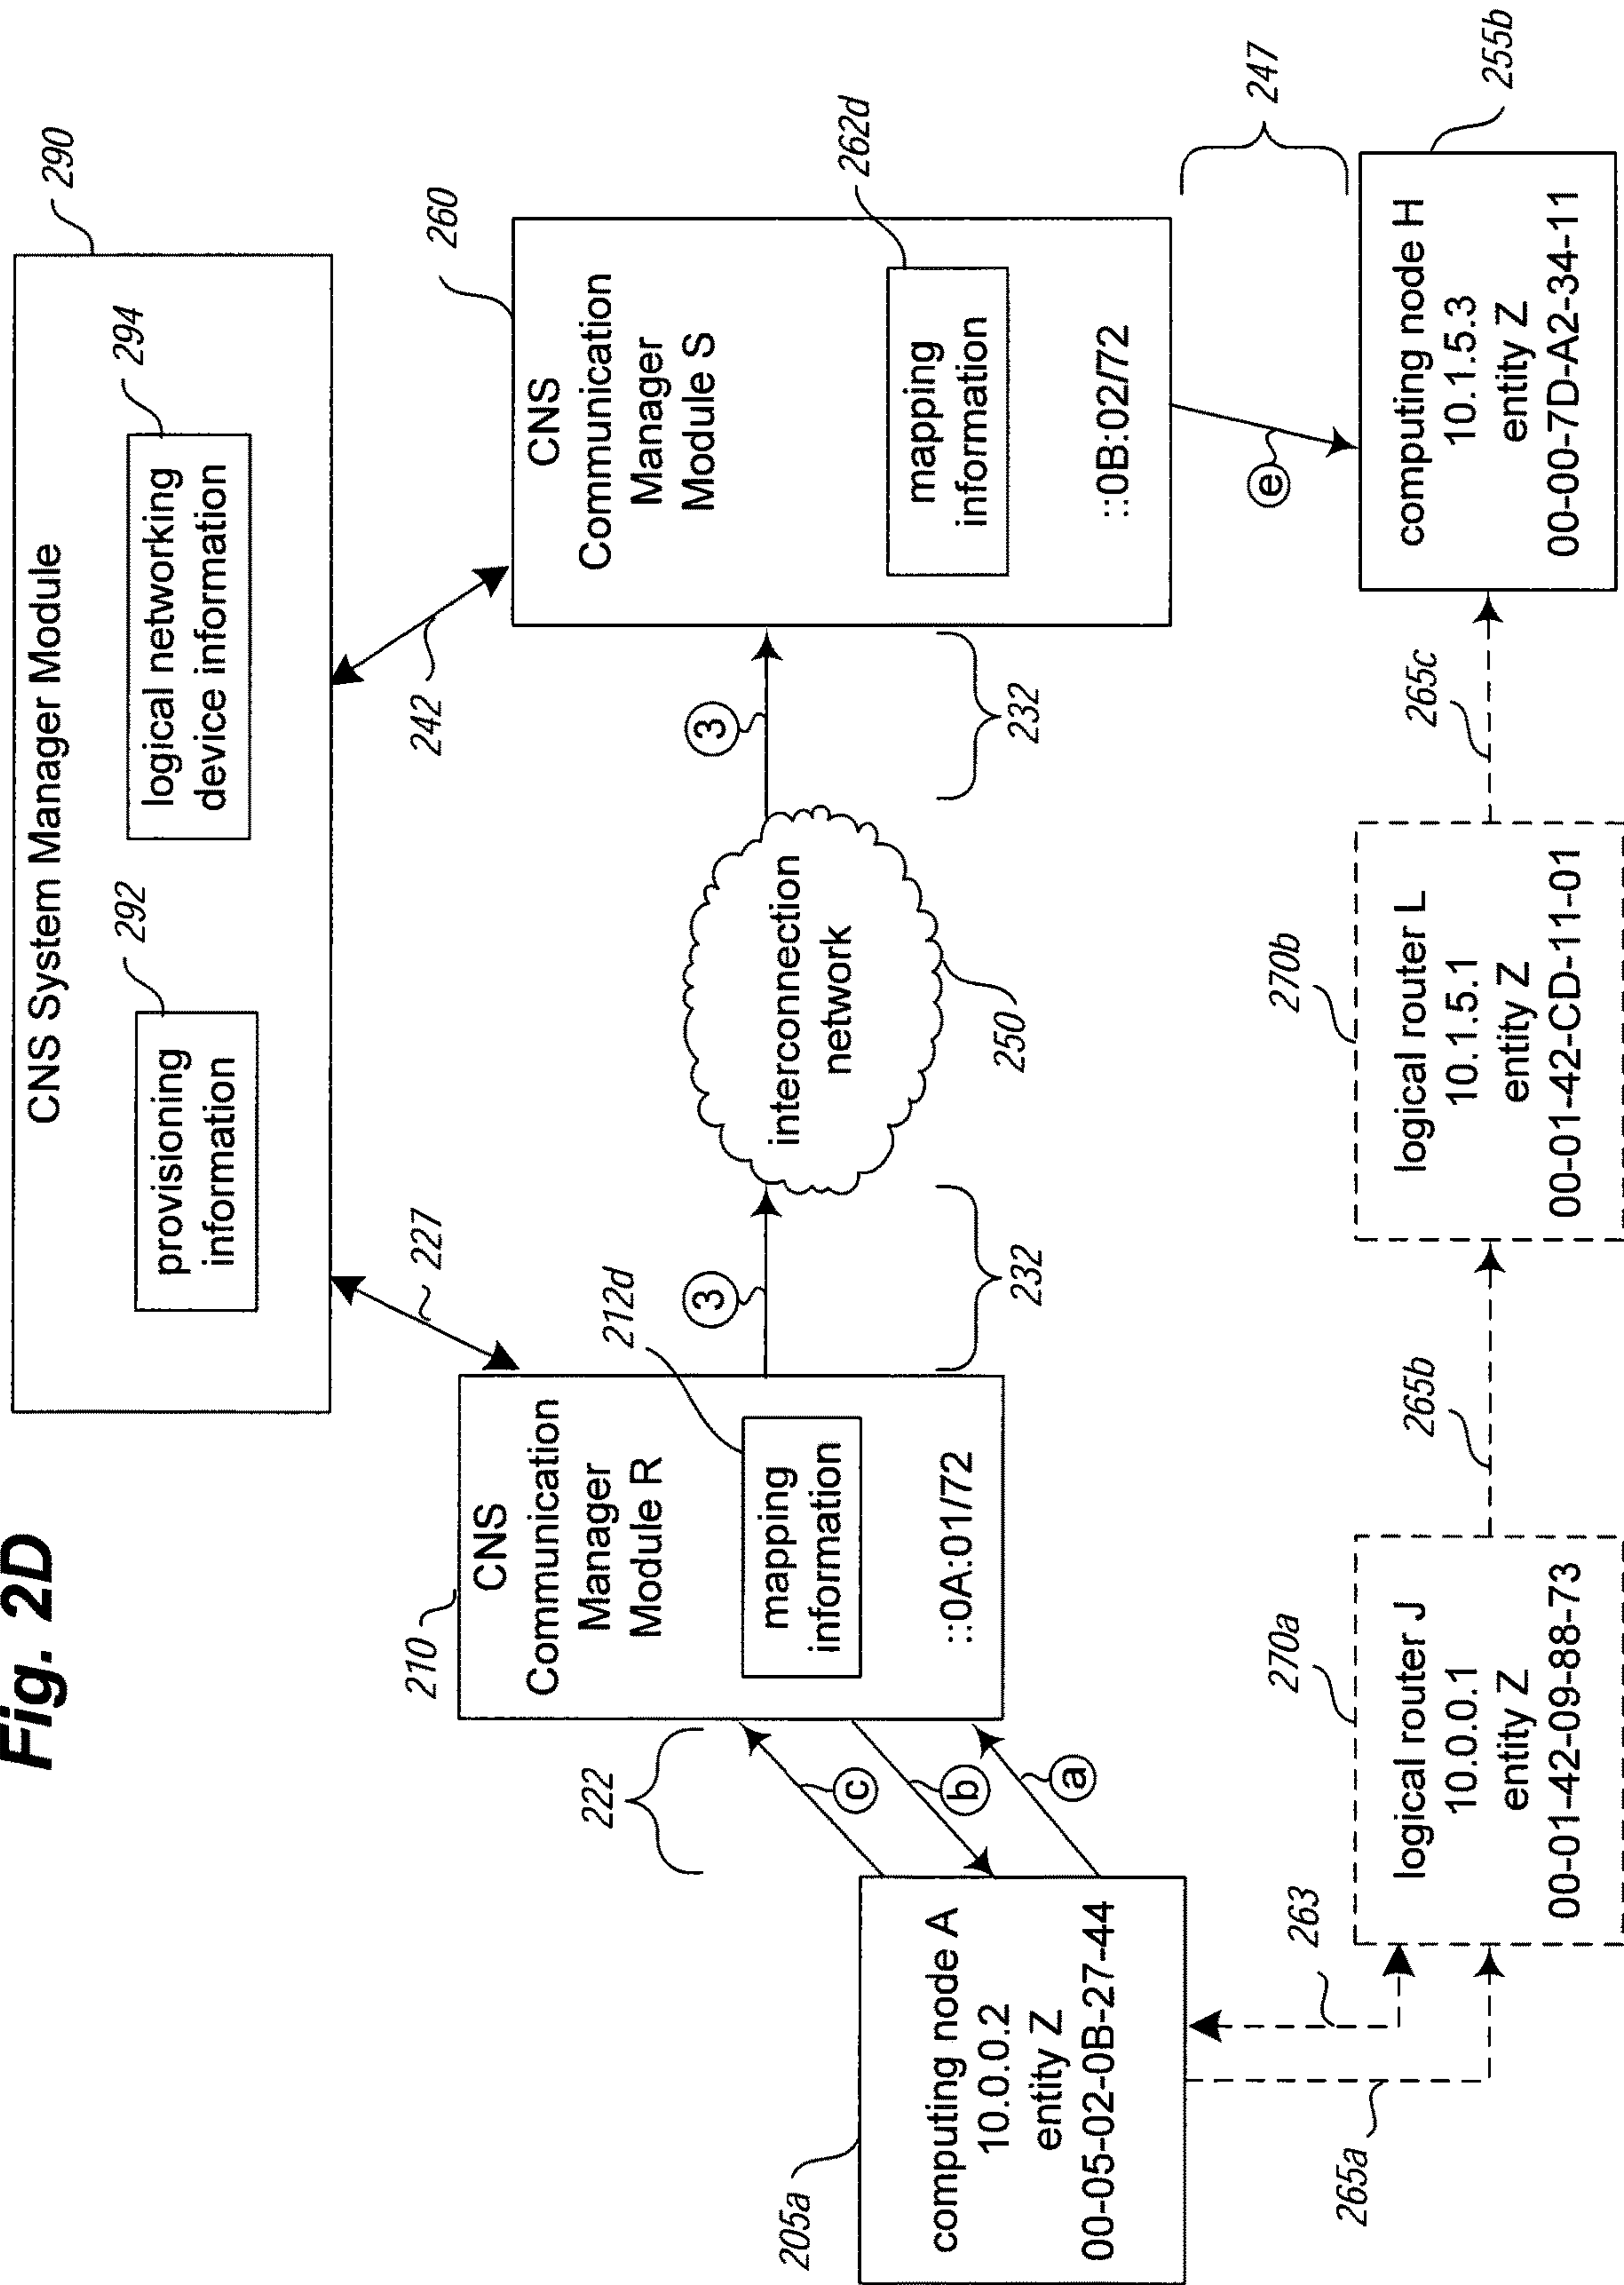 Fig. 2D
CNS System Manager Module
290
provisioning
information
292
logical networking
device information
294
227
242
210
CNS
Communication
Manager
Module R
212d
mapping
information
::0A:01/72
260
CNS
Communication
Manager
Module S
262d
mapping
information
::0B:02/72
3
232
interconnection
network
250
3
232
222
c
b
a
e
247
205a
computing node A
10.0.0.2
entity Z
00-05-02-0B-27-44
263
265a
270a
logical router J
10.0.0.1
entity Z
00-01-42-09-88-73
265b
270b
logical router L
10.1.5.1
entity Z
00-01-42-CD-11-01
265c
255b
computing node H
10.1.5.3
entity Z
00-00-7D-A2-34-11